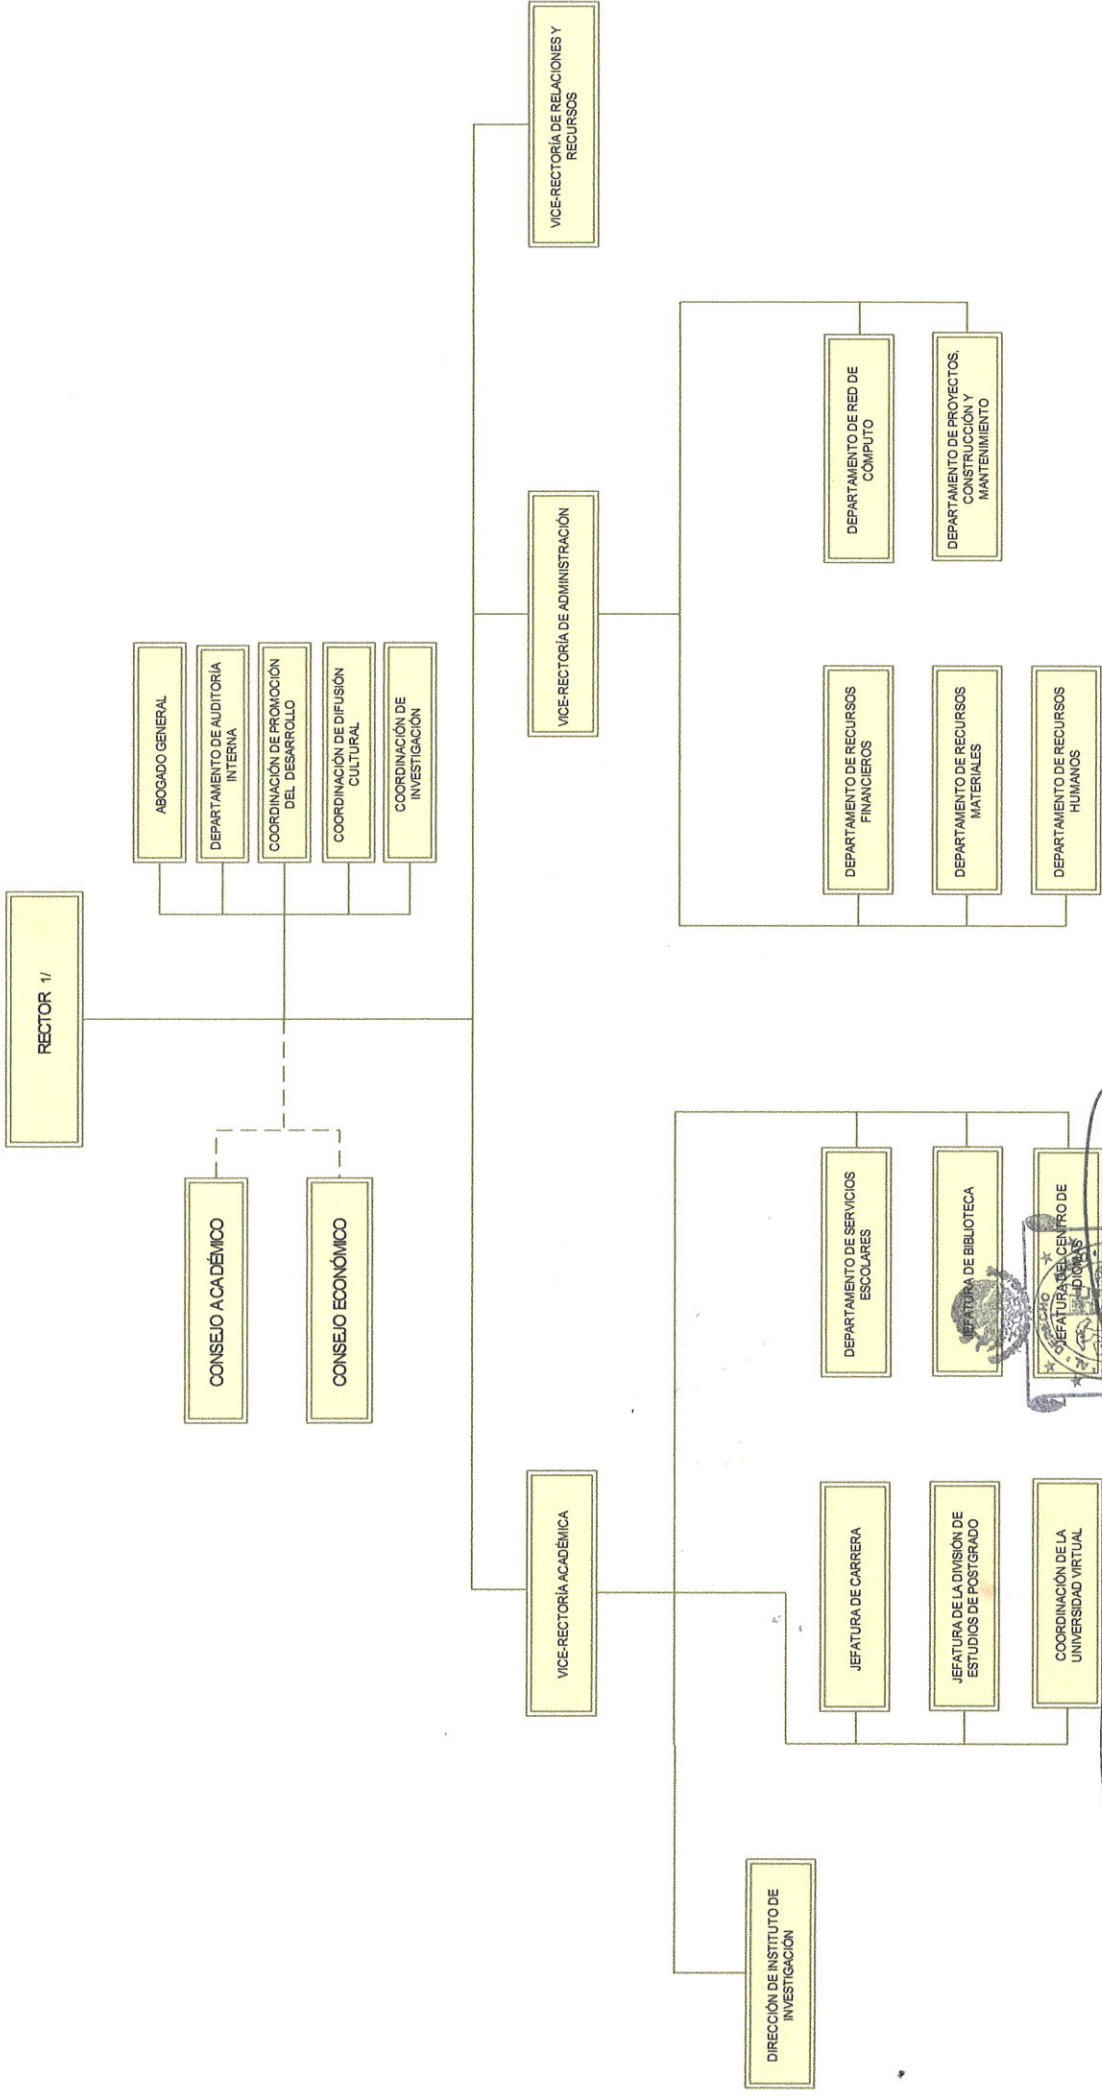 RECTOR 1/
ABOGADO GENERAL
DEPARTAMENTO DE AUDITORÍA
INTERNA
COORDINACIÓN DE PROMOCIÓN
DEL DESARROLLO
COORDINACIÓN DE DIFUSIÓN
CULTURAL
COORDINACIÓN DE
INVESTIGACIÓN
CONSEJO ACADÉMICO
CONSEJO ECONÓMICO
VICE-RECTORÍA ACADÉMICA
VICE-RECTORÍA DE ADMINISTRACIÓN
VICE-RECTORÍA DE RELACIONES Y
RECURSOS
DIRECCIÓN DE INSTITUTO DE
INVESTIGACIÓN
JEFATURA DE CARRERA
JEFATURA DE LA DIVISIÓN DE
ESTUDIOS DE POSTGRADO
COORDINACIÓN DE LA
UNIVERSIDAD VIRTUAL
DEPARTAMENTO DE SERVICIOS
ESCOLARES
JEFATURA DE BIBLIOTECA
JEFATURA DEL CENTRO DE
IDIOMAS
DERECHO
DEPARTAMENTO DE RECURSOS
FINANCIEROS
DEPARTAMENTO DE RECURSOS
MATERIALES
DEPARTAMENTO DE RECURSOS
HUMANOS
DEPARTAMENTO DE RED DE
CÓMPUTO
DEPARTAMENTO DE PROYECTOS,
CONSTRUCCIÓN Y
MANTENIMIENTO